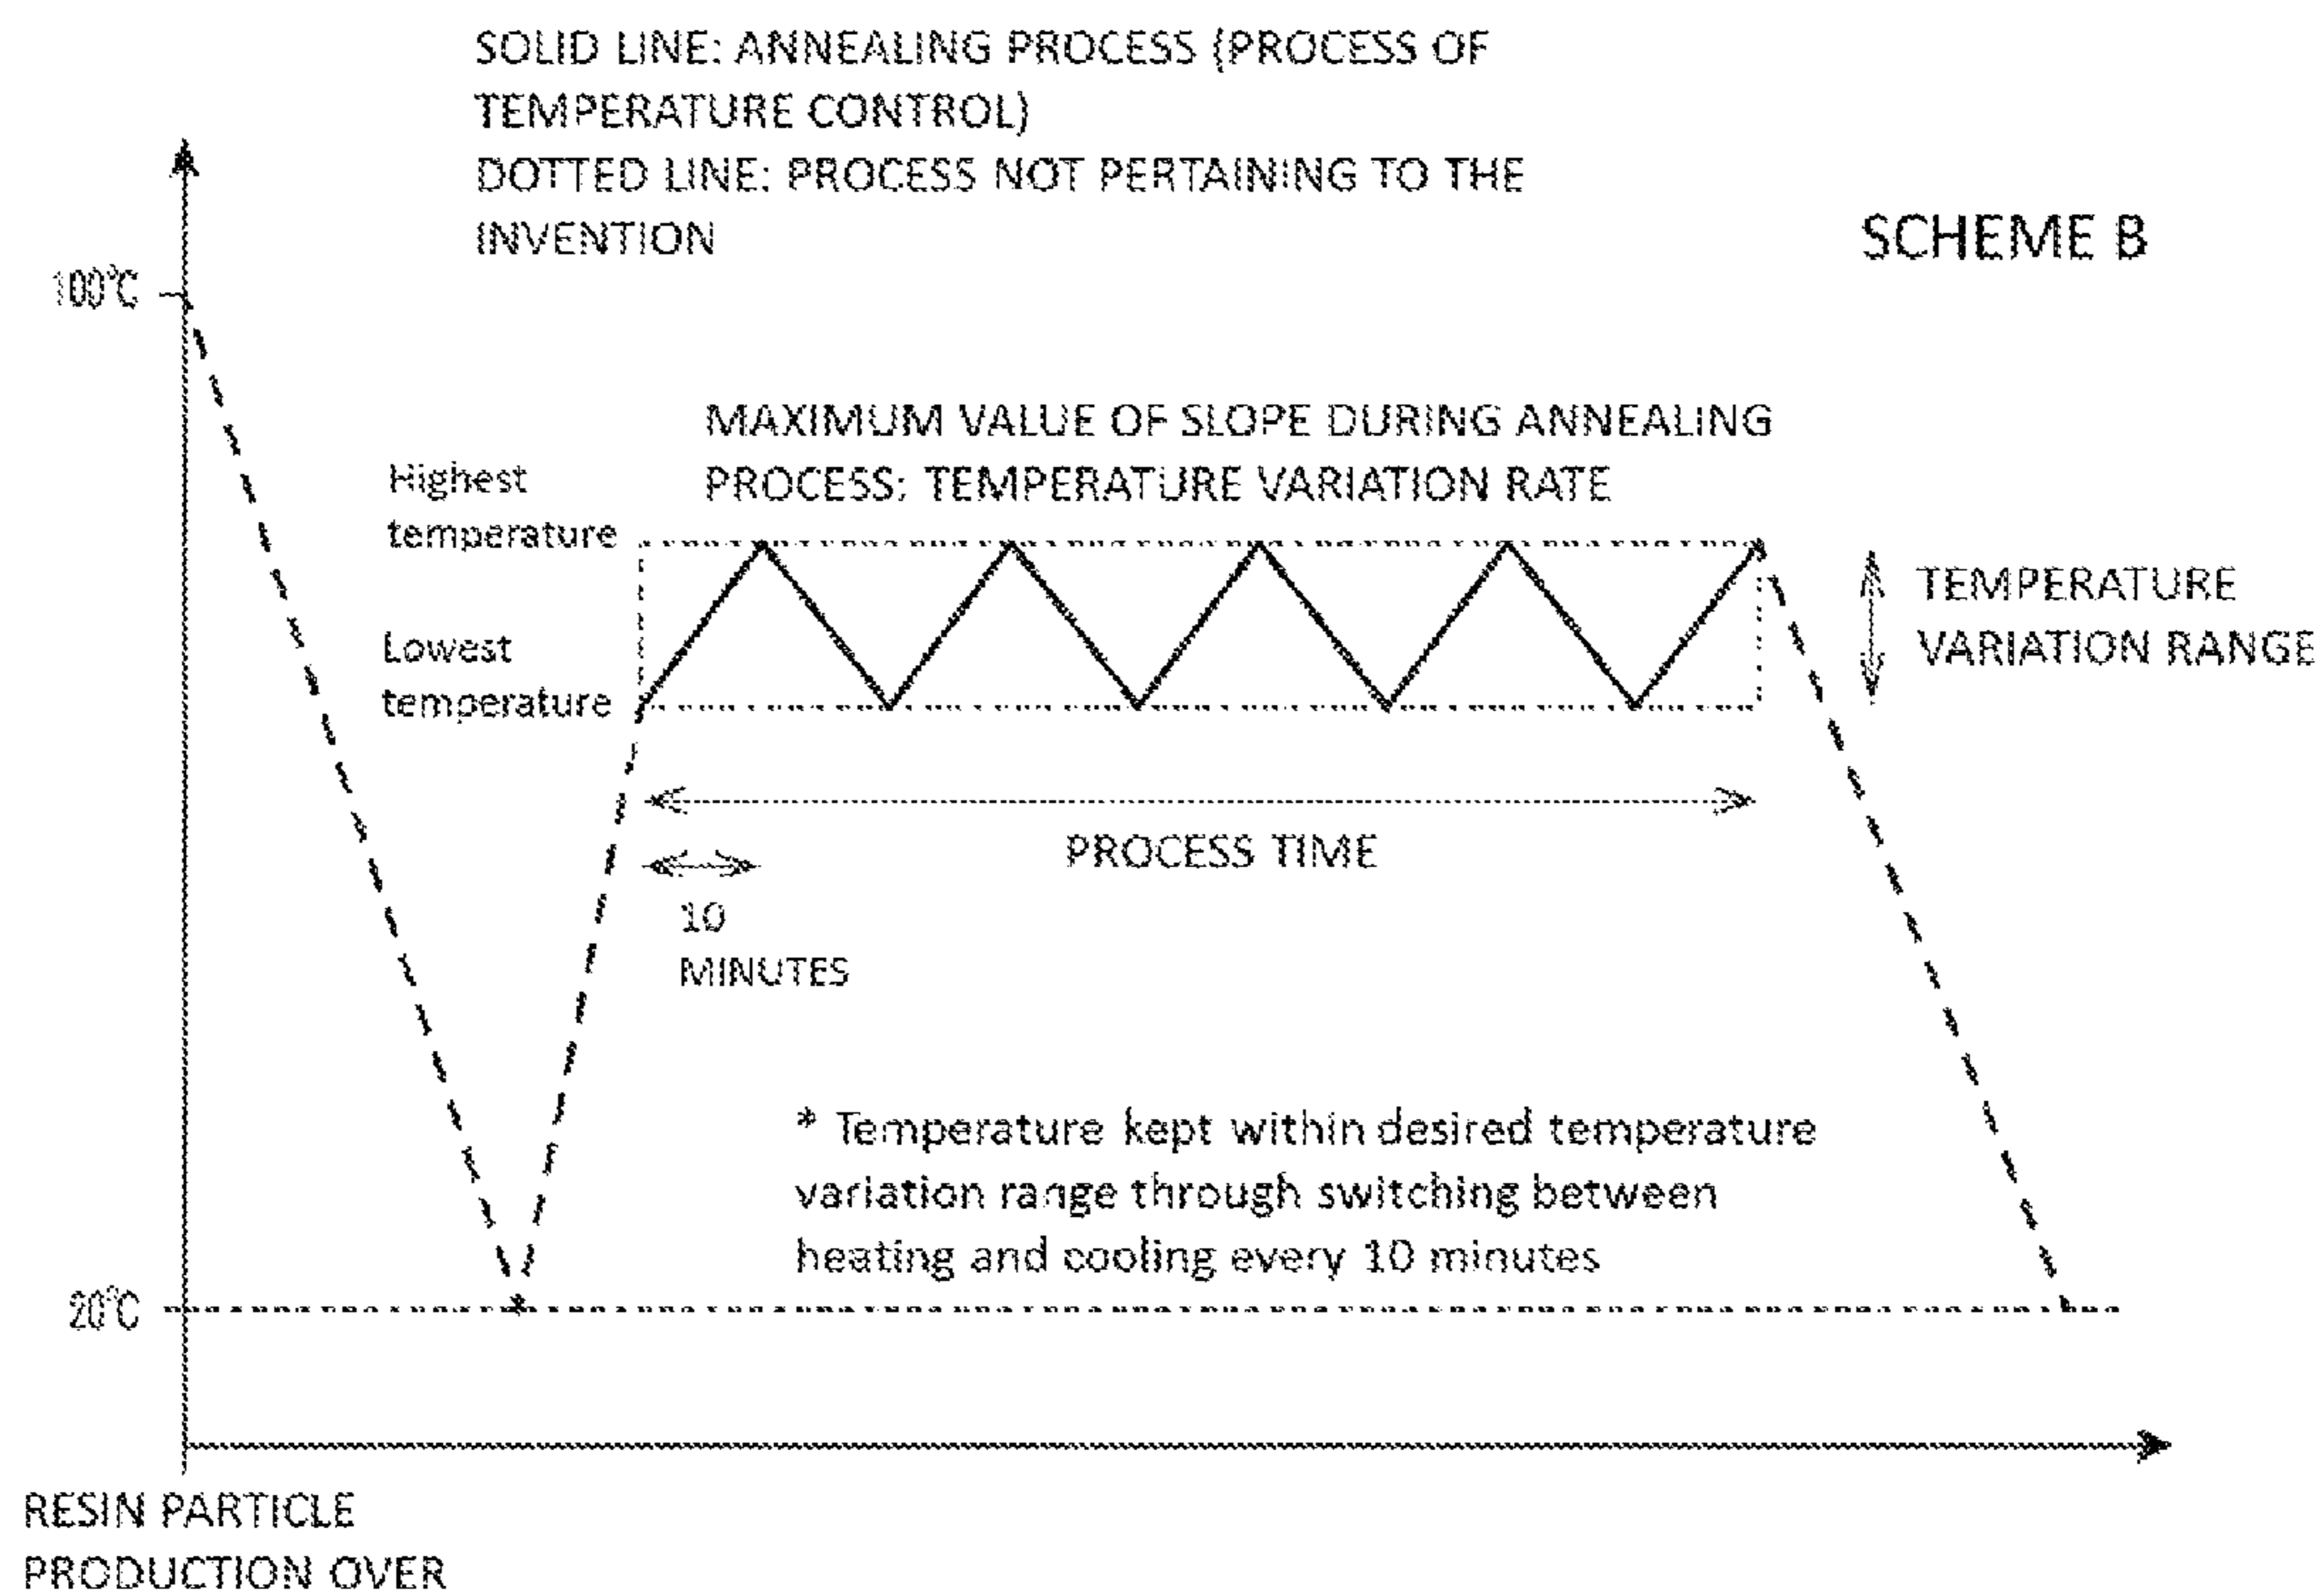 SOLID LINE: ANNEALING PROCESS (PROCESS OF
TEMPERATURE CONTROL)
DOTTED LINE: PROCESS NOT PERTAINING TO THE
INVENTION
SCHEME B
100°C
MAXIMUM VALUE OF SLOPE DURING ANNEALING
PROCESS: TEMPERATURE VARIATION RATE
Highest
temperature
Lowest
temperature
TEMPERATURE
VARIATION RANGE
PROCESS TIME
10
MINUTES
* Temperature kept within desired temperature
variation range through switching between
heating and cooling every 10 minutes
20°C
RESIN PARTICLE
PRODUCTION OVER